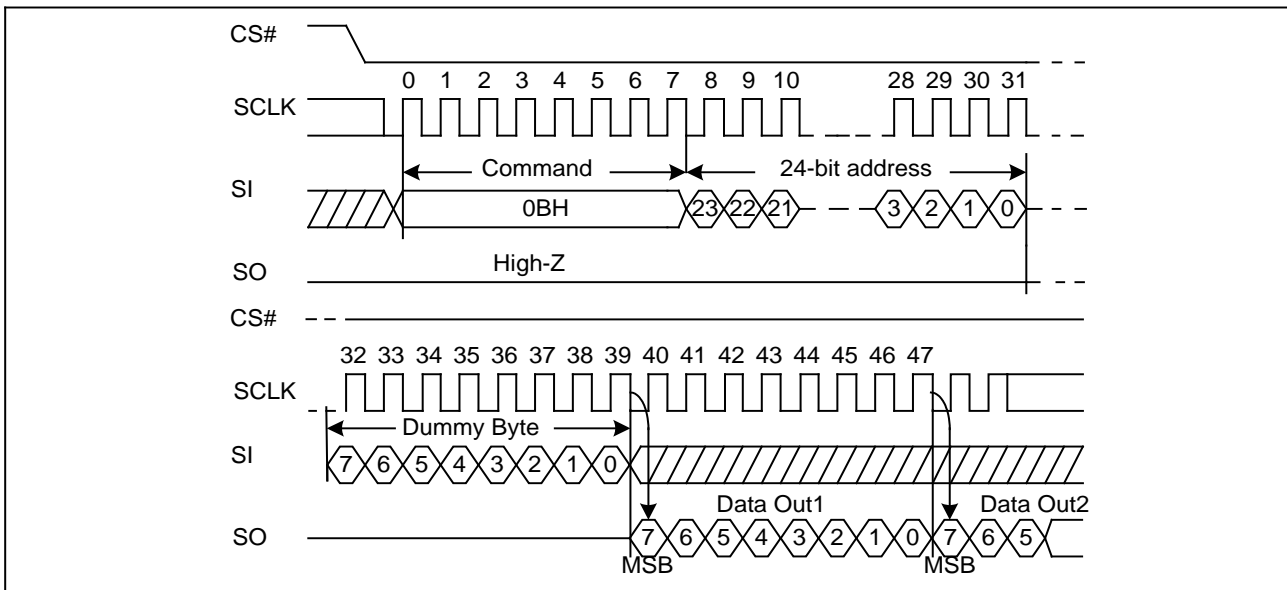 CS#
0 1 2 3 4 5 6 7 8 9 10 28 29 30 31
SCLK
Command 24-bit address
SI
0BH 23 22 21 3 2 1 0
High-Z
SO
CS#
32 33 34 35 36 37 38 39 40 41 42 43 44 45 46 47
SCLK
Dummy Byte
SI
7 6 5 4 3 2 1 0
Data Out1 Data Out2
SO
7 6 5 4 3 2 1 0 7 6 5
MSB MSB